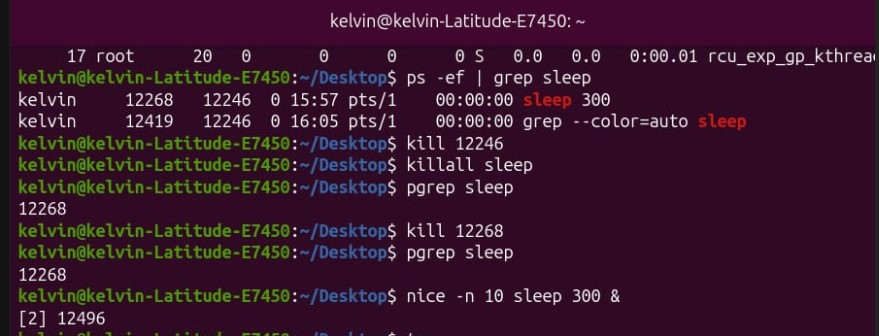 kelvin@kelvin-Latitude-E7450: ~
17 root 20 0 0 0 0 S 0.0 0.0 0:00.01 rcu_exp_gp_kthrea
kelvin@kelvin-Latitude-E7450:~/Desktop$ ps -ef | grep sleep
kelvin 12268 12246 0 15:57 pts/1 00:00:00 sleep 300
kelvin 12419 12246 0 16:05 pts/1 00:00:00 grep --color=auto sleep
kelvin@kelvin-Latitude-E7450:~/Desktop$ kill 12246
kelvin@kelvin-Latitude-E7450:~/Desktop$ killall sleep
kelvin@kelvin-Latitude-E7450:~/Desktop$ pgrep sleep
12268
kelvin@kelvin-Latitude-E7450:~/Desktop$ kill 12268
kelvin@kelvin-Latitude-E7450:~/Desktop$ pgrep sleep
12268
kelvin@kelvin-Latitude-E7450:~/Desktop$ nice -n 10 sleep 300 &
[2] 12496